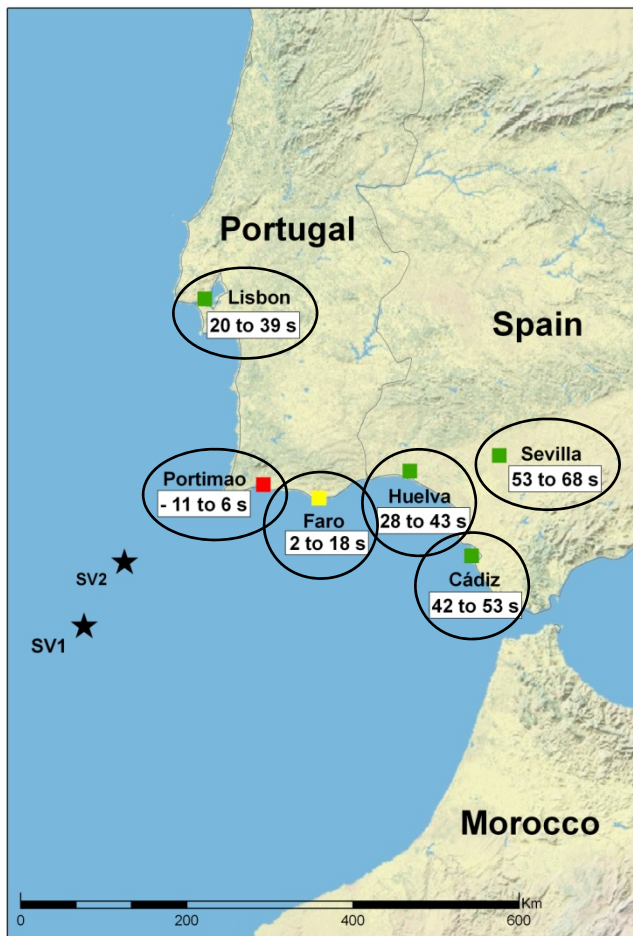 Portugal
Lisbon
20 to 39 s
Spain
Sevilla
53 to 68 s
Portimao
- 11 to 6 s
Huelva
28 to 43 s
Faro
2 to 18 s
Cádiz
42 to 53 s
SV2
SV1
Morocco
Km
0 200 400 600